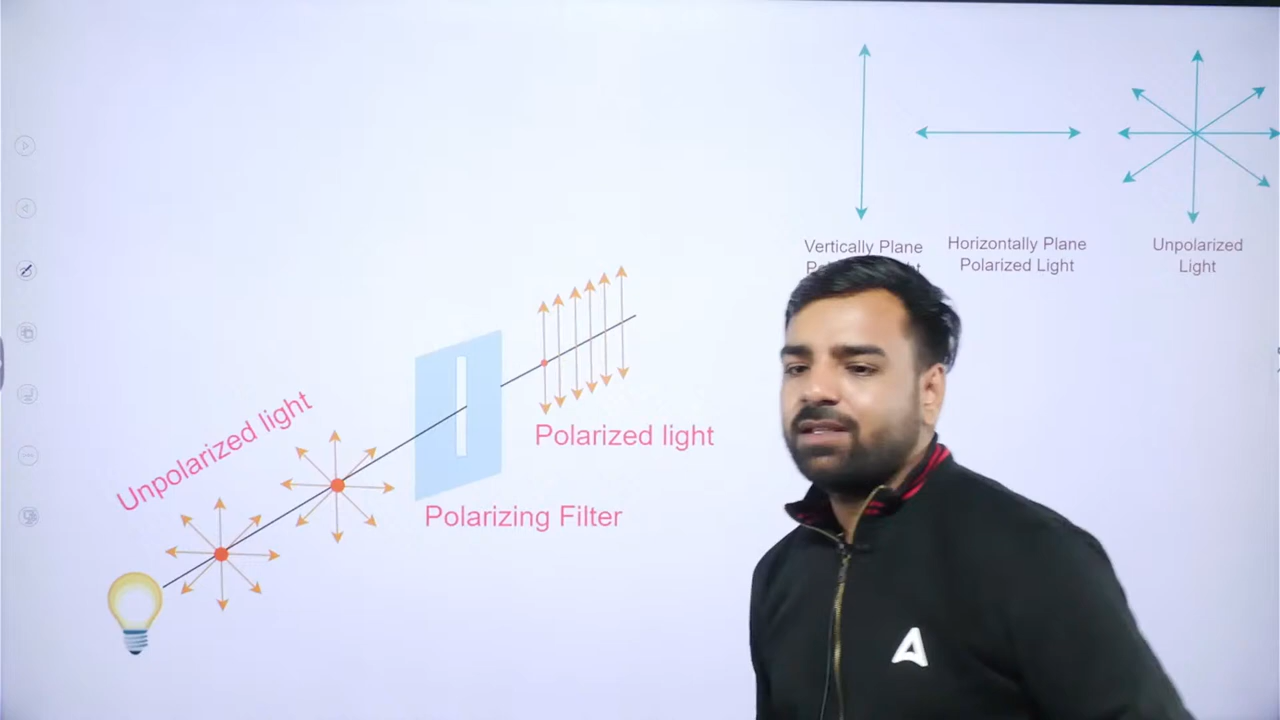 Vertically Plane
Horizontally Plane
Polarized Light
Unpolarized
Light
Unpolarized light
Polarized light
Polarizing Filter